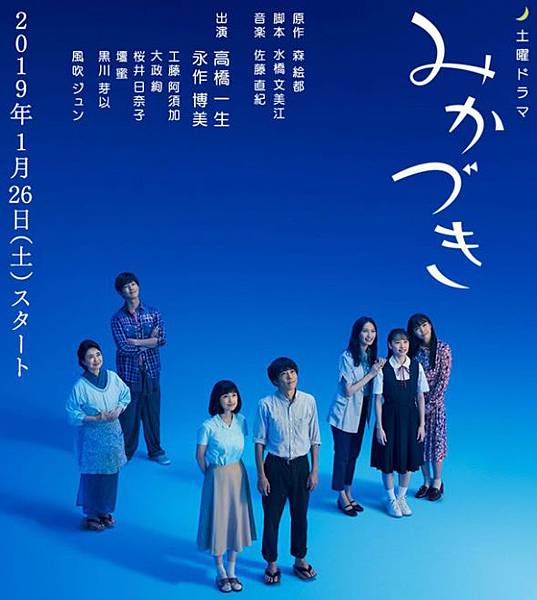 土曜ドラマ
みかづき
原作 森 絵都
脚本 水橋 文美江
音楽 佐藤 直紀
出演 高橋 一生
永作 博美
工藤 阿須加
大政 絢
桜井 日奈子
壇 蜜
黒川 芽以
風吹 ジュン
2019年1月26日(土)スタート